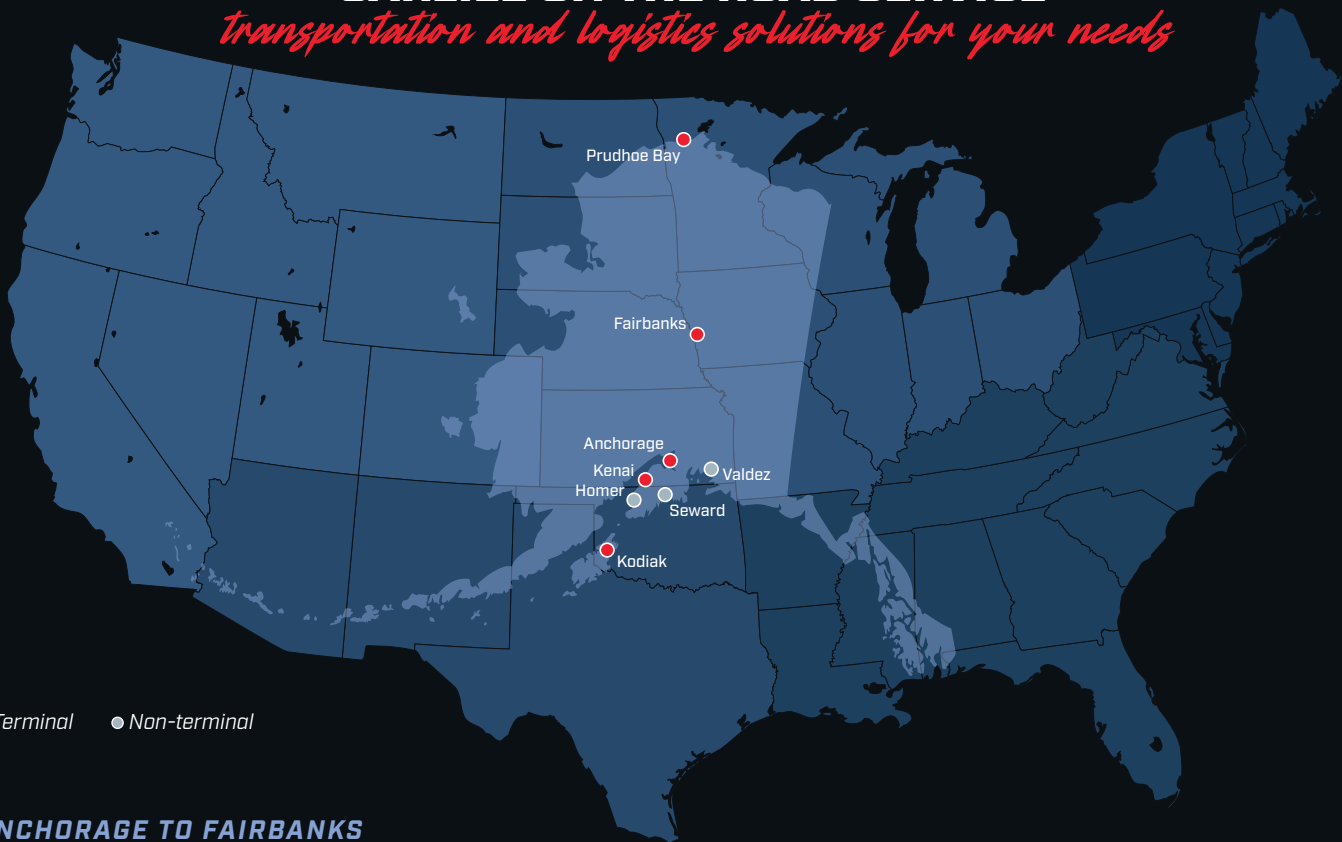 transportation and logistics solutions for your needs
Prudhoe Bay
Fairbanks
Anchorage
Kenai
Valdez
Homer
Seward
Kodiak
Terminal
Non-terminal
NCHORAGE TO FAIRBANKS